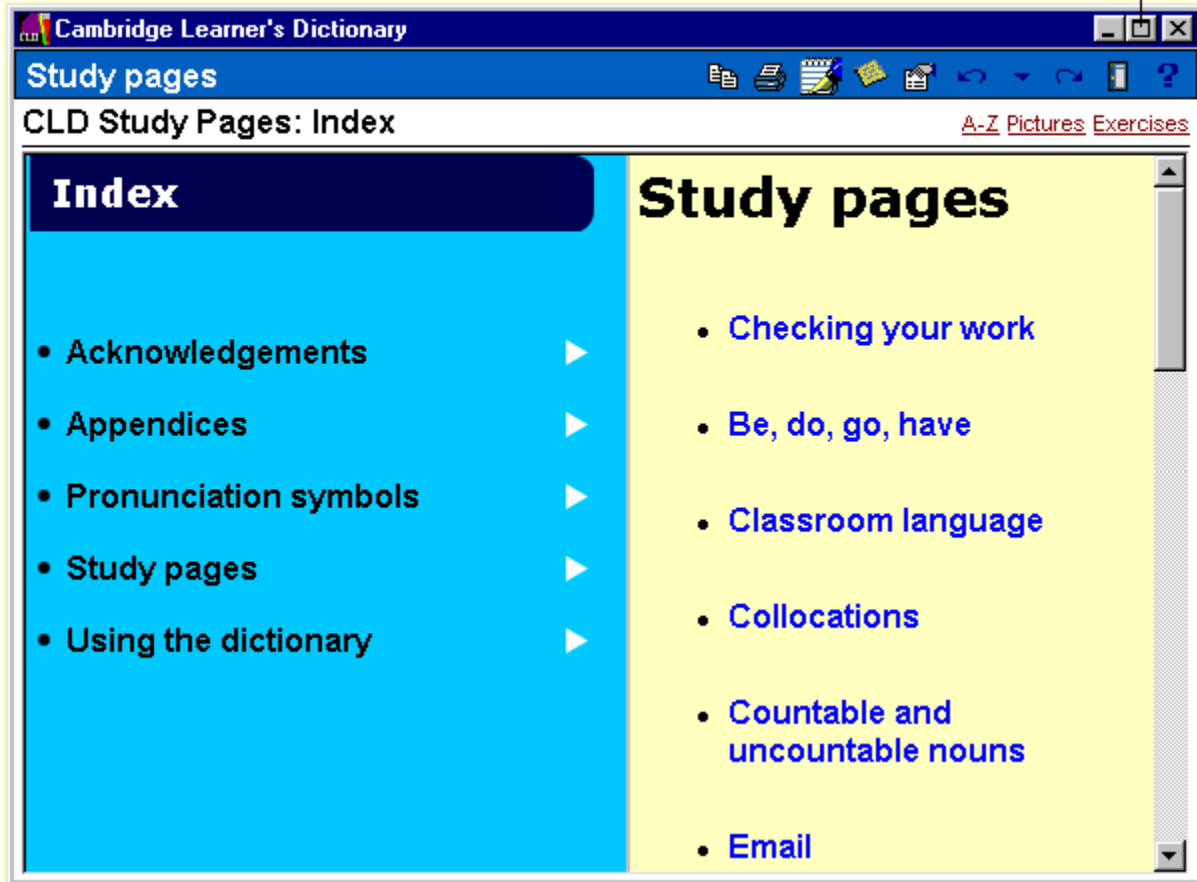 Cambridge Learner's Dictionary
Study pages
CLD Study Pages: Index
A-Z Pictures Exercises
Index
• Acknowledgements
• Appendices
• Pronunciation symbols
• Study pages
• Using the dictionary
Study pages
• Checking your work
• Be, do, go, have
• Classroom language
• Collocations
• Countable and
uncountable nouns
• Email